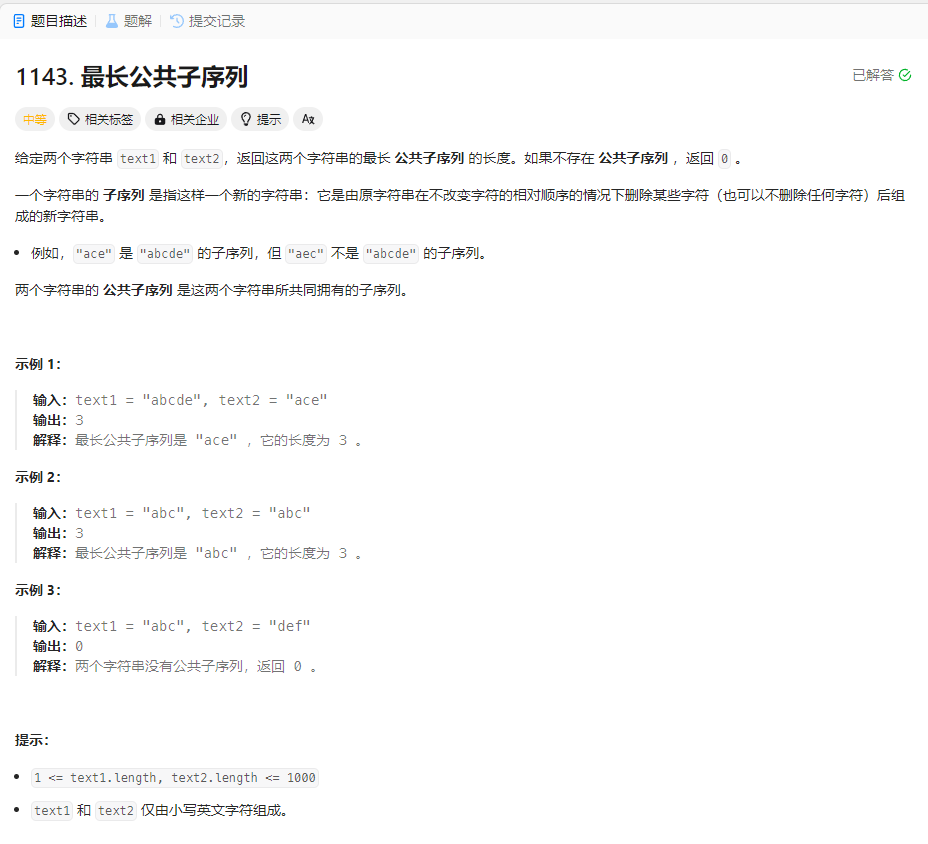 题目描述 题解 提交记录
1143. 最长公共子序列 已解答
中等 相关标签 相关企业 提示 Aあ
给定两个字符串 text1 和 text2，返回这两个字符串的最长 公共子序列 的长度。如果不存在 公共子序列 ，返回 0 。
一个字符串的 子序列 是指这样一个新的字符串：它是由原字符串在不改变字符的相对顺序的情况下删除某些字符（也可以不删除任何字符）后组
成的新字符串。
• 例如，"ace" 是 "abcde" 的子序列，但 "aec" 不是 "abcde" 的子序列。
两个字符串的 公共子序列 是这两个字符串所共同拥有的子序列。
示例 1：
输入：text1 = "abcde", text2 = "ace"
输出：3
解释：最长公共子序列是 "ace" ，它的长度为 3 。
示例 2：
输入：text1 = "abc", text2 = "abc"
输出：3
解释：最长公共子序列是 "abc" ，它的长度为 3 。
示例 3：
输入：text1 = "abc", text2 = "def"
输出：0
解释：两个字符串没有公共子序列，返回 0 。
提示：
• 1 <= text1.length, text2.length <= 1000
• text1 和 text2 仅由小写英文字符组成。